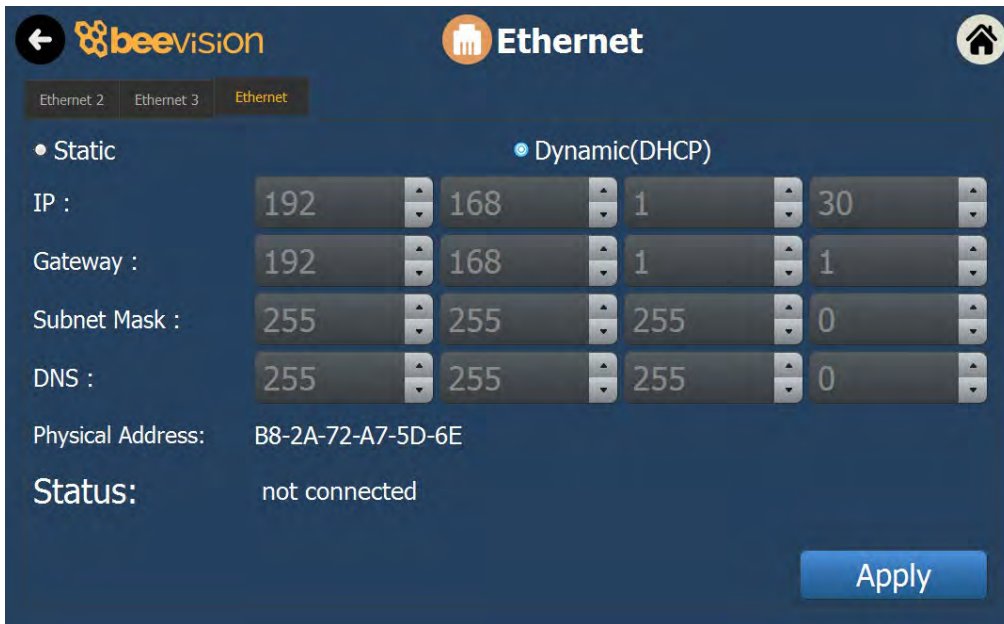 beevision Ethernet
Ethernet 2 Ethernet 3 Ethernet
Static Dynamic(DHCP)
IP : 192 168 1 30
Gateway : 192 168 1 1
Subnet Mask : 255 255 255 0
DNS : 255 255 255 0
Physical Address: B8-2A-72-A7-5D-6E
Status: not connected
Apply